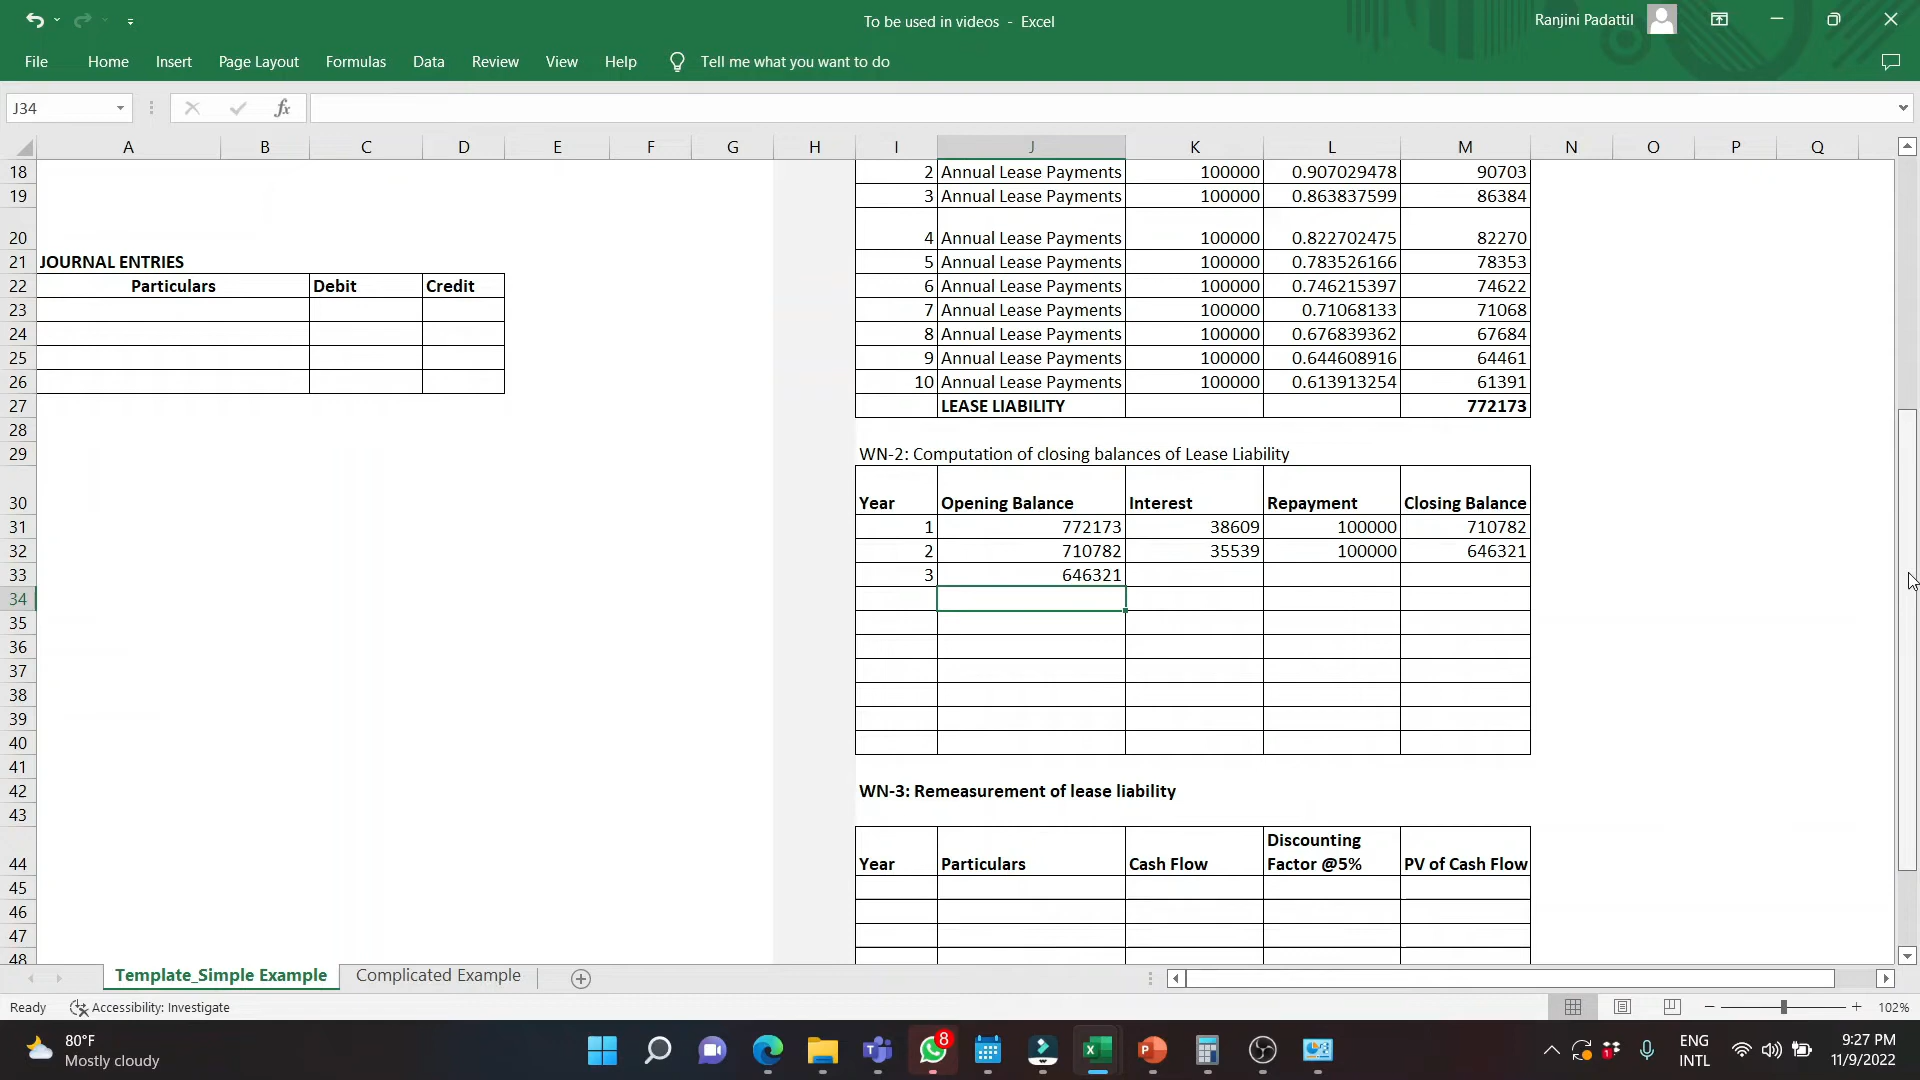 To be used in videos - Excel
Ranjini Padattil
File Home Insert Page Layout Formulas Data Review View Help Tell me what you want to do
J34 fx
A B C D E F G H I J K L M N O P Q
18 2 Annual Lease Payments 100000 0.907029478 90703
19 3 Annual Lease Payments 100000 0.863837599 86384
20 4 Annual Lease Payments 100000 0.822702475 82270
21 JOURNAL ENTRIES 5 Annual Lease Payments 100000 0.783526166 78353
22 Particulars Debit Credit 6 Annual Lease Payments 100000 0.746215397 74622
23 7 Annual Lease Payments 100000 0.71068133 71068
24 8 Annual Lease Payments 100000 0.676839362 67684
25 9 Annual Lease Payments 100000 0.644608916 64461
26 10 Annual Lease Payments 100000 0.613913254 61391
27 LEASE LIABILITY 772173
28
29 WN-2: Computation of closing balances of Lease Liability
30 Year Opening Balance Interest Repayment Closing Balance
31 1 772173 38609 100000 710782
32 2 710782 35539 100000 646321
33 3 646321
34
35
36
37
38
39
40
41
42 WN-3: Remeasurement of lease liability
43
Discounting
44 Year Particulars Cash Flow Factor @5% PV of Cash Flow
45
46
47
48
Template_Simple Example Complicated Example
Ready Accessibility: Investigate 102%
80°F
Mostly cloudy
8
1
ENG
INTL
9:27 PM
11/9/2022